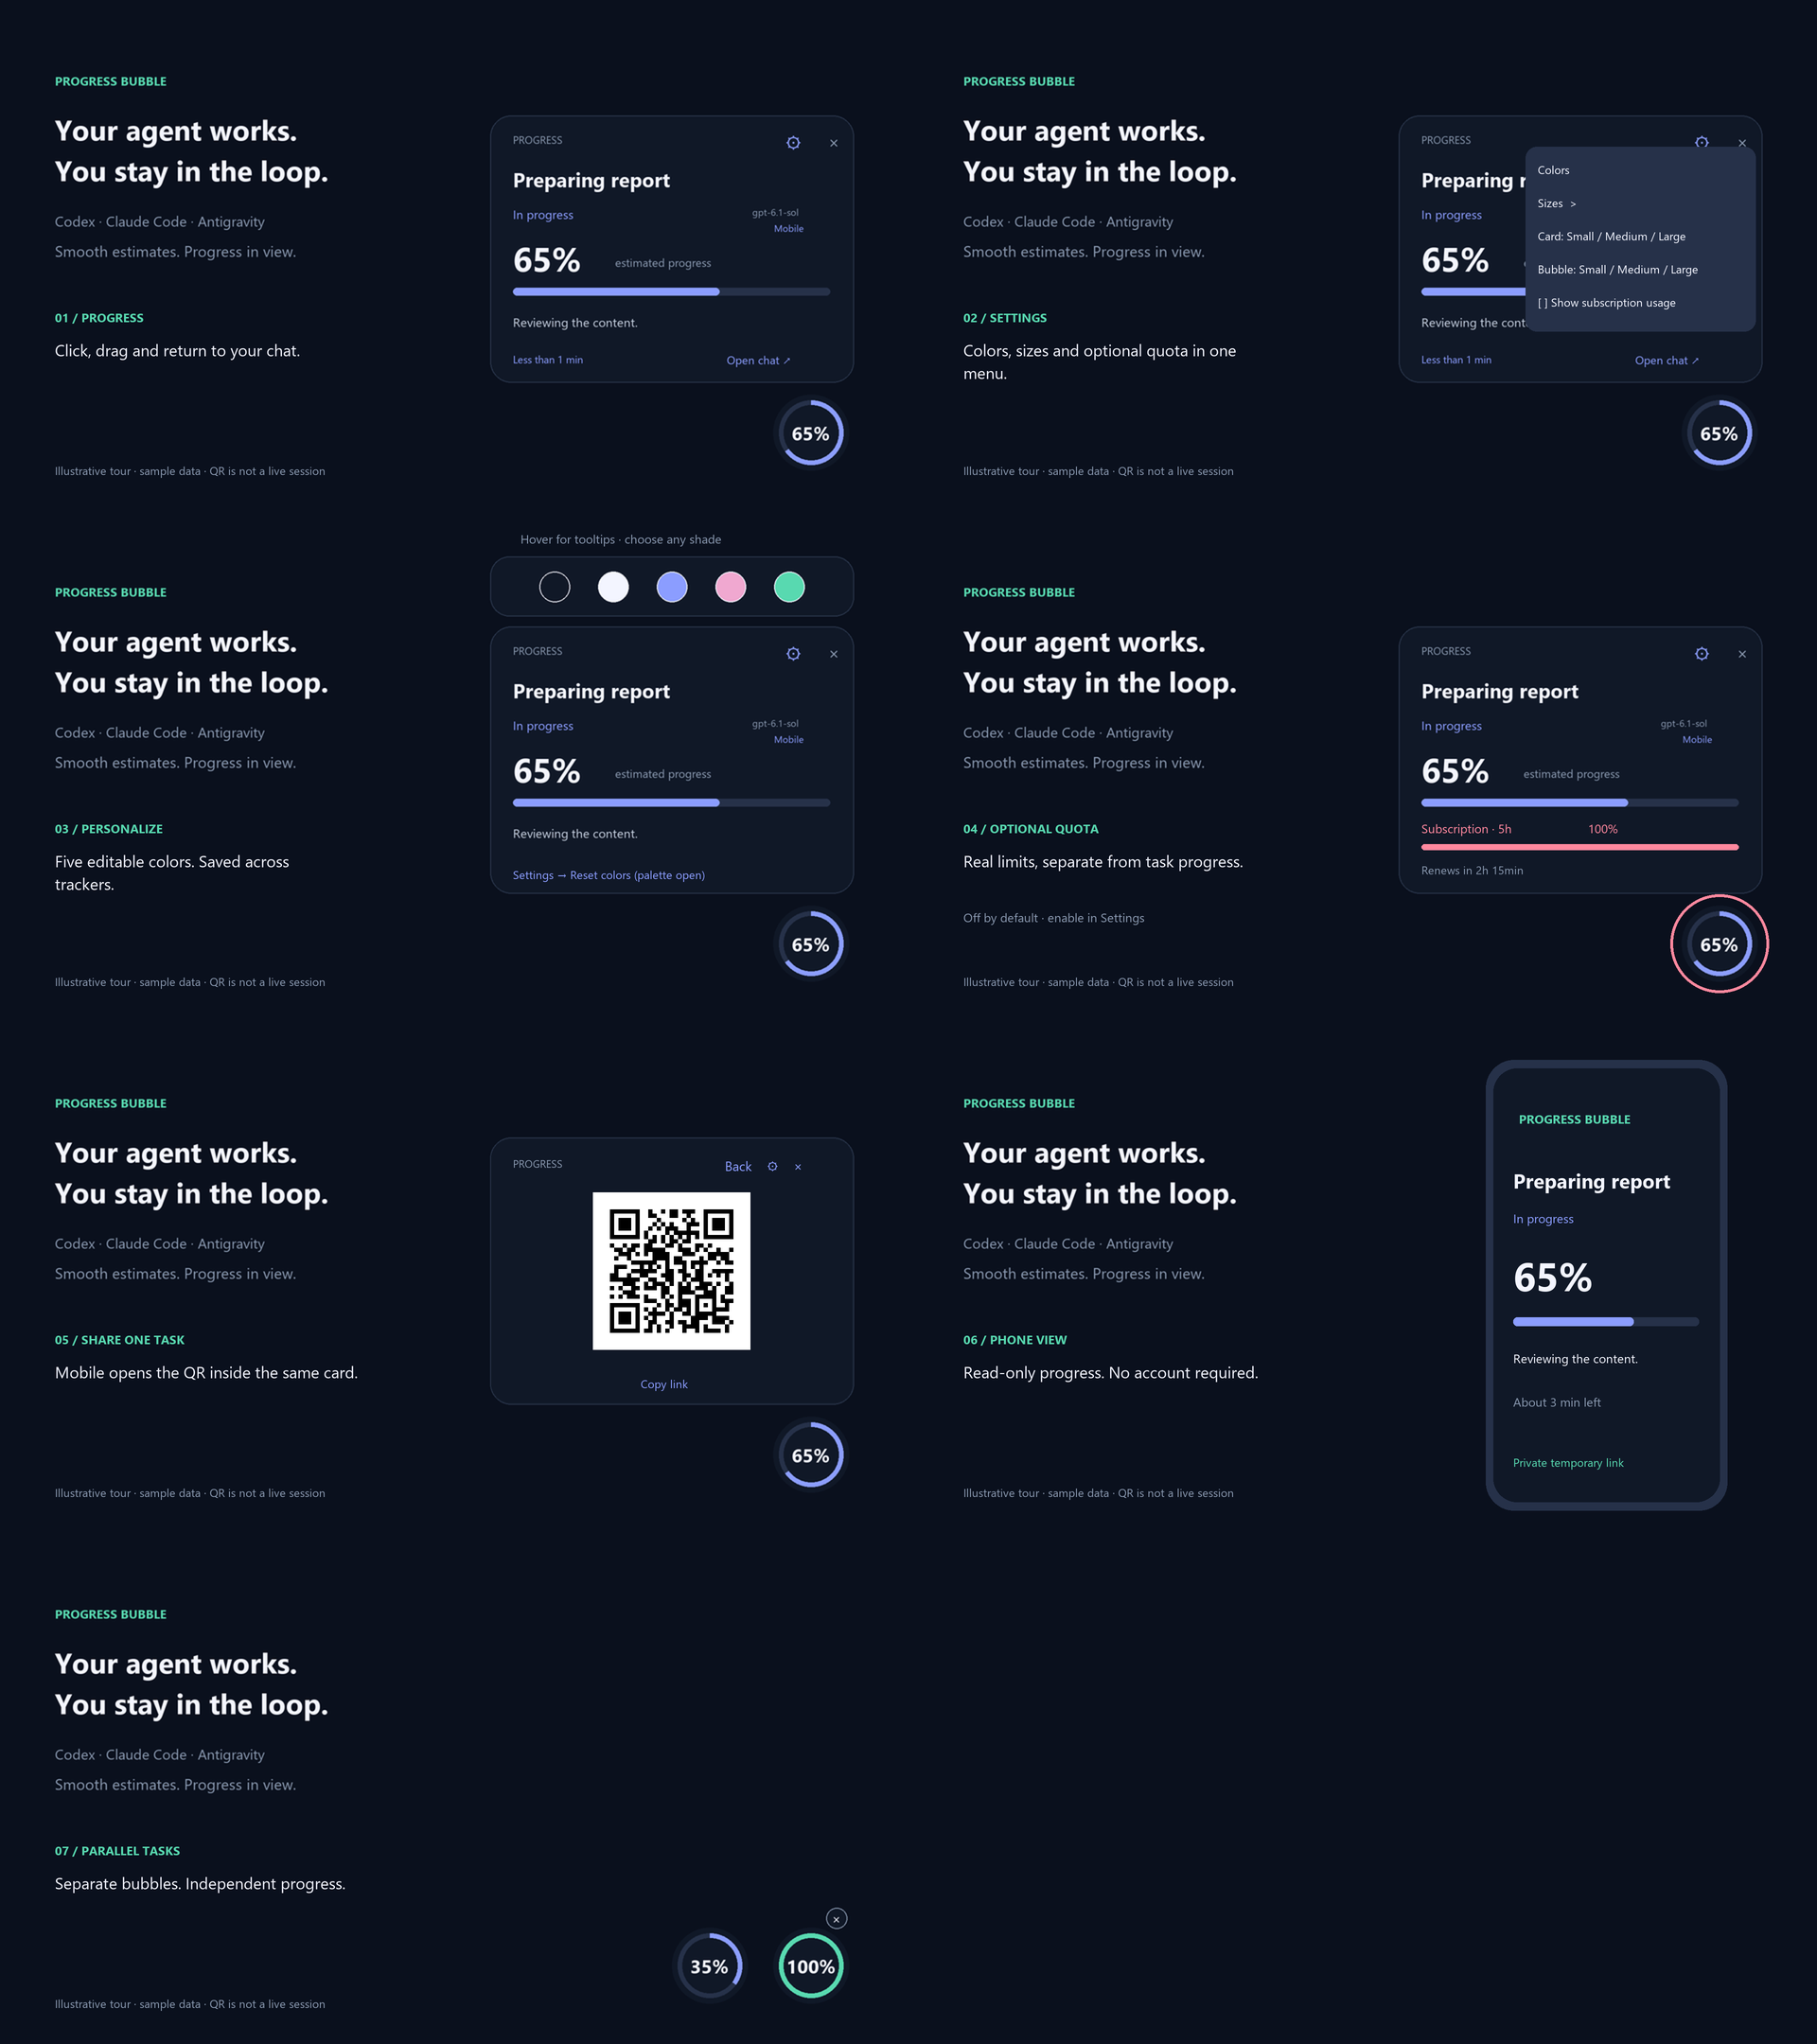 PROGRESS BUBBLE
Your agent works.
You stay in the loop.
Codex · Claude Code · Antigravity
Smooth estimates. Progress in view.
01 / PROGRESS
Click, drag and return to your chat.
Illustrative tour · sample data · QR is not a live session
PROGRESS
×
Preparing report
In progress
gpt-6.1-sol
Mobile
65%
estimated progress
Reviewing the content.
Less than 1 min
Open chat ↗
65%
PROGRESS BUBBLE
Your agent works.
You stay in the loop.
Codex · Claude Code · Antigravity
Smooth estimates. Progress in view.
02 / SETTINGS
Colors, sizes and optional quota in one
menu.
Illustrative tour · sample data · QR is not a live session
PROGRESS
×
Preparing r
In progress
65%
Reviewing the cont
Less than 1 min
Open chat ↗
Colors
Sizes >
Card: Small / Medium / Large
Bubble: Small / Medium / Large
[ ] Show subscription usage
65%
PROGRESS BUBBLE
Your agent works.
You stay in the loop.
Codex · Claude Code · Antigravity
Smooth estimates. Progress in view.
03 / PERSONALIZE
Five editable colors. Saved across
trackers.
Illustrative tour · sample data · QR is not a live session
Hover for tooltips · choose any shade
PROGRESS
×
Preparing report
In progress
gpt-6.1-sol
Mobile
65%
estimated progress
Reviewing the content.
Settings → Reset colors (palette open)
65%
PROGRESS BUBBLE
Your agent works.
You stay in the loop.
Codex · Claude Code · Antigravity
Smooth estimates. Progress in view.
04 / OPTIONAL QUOTA
Real limits, separate from task progress.
Off by default · enable in Settings
Illustrative tour · sample data · QR is not a live session
PROGRESS
×
Preparing report
In progress
gpt-6.1-sol
Mobile
65%
estimated progress
Subscription · 5h
100%
Renews in 2h 15min
65%
PROGRESS BUBBLE
Your agent works.
You stay in the loop.
Codex · Claude Code · Antigravity
Smooth estimates. Progress in view.
05 / SHARE ONE TASK
Mobile opens the QR inside the same card.
Illustrative tour · sample data · QR is not a live session
PROGRESS
Back
×
Copy link
65%
PROGRESS BUBBLE
Your agent works.
You stay in the loop.
Codex · Claude Code · Antigravity
Smooth estimates. Progress in view.
06 / PHONE VIEW
Read-only progress. No account required.
Illustrative tour · sample data · QR is not a live session
PROGRESS BUBBLE
Preparing report
In progress
65%
Reviewing the content.
About 3 min left
Private temporary link
PROGRESS BUBBLE
Your agent works.
You stay in the loop.
Codex · Claude Code · Antigravity
Smooth estimates. Progress in view.
07 / PARALLEL TASKS
Separate bubbles. Independent progress.
Illustrative tour · sample data · QR is not a live session
×
35%
100%